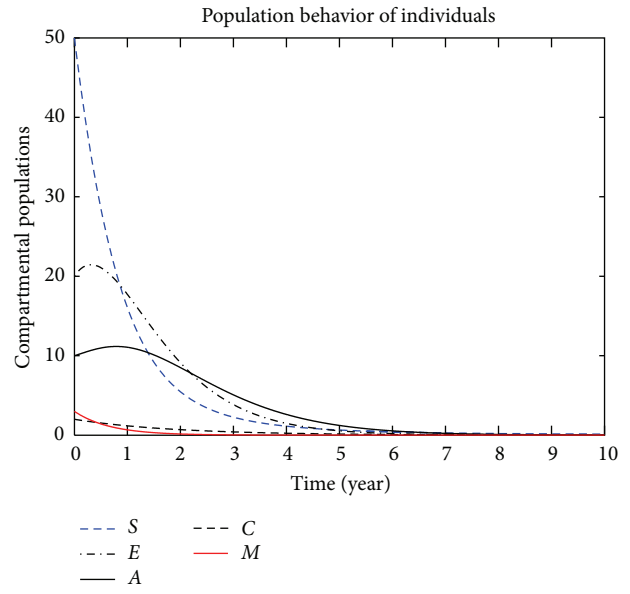 Population behavior of individuals
50
40
30
20
10
0
0 1 2 3 4 5 6 7 8 9 10
Compartmental populations
Time (year)
S
E
A
C
M